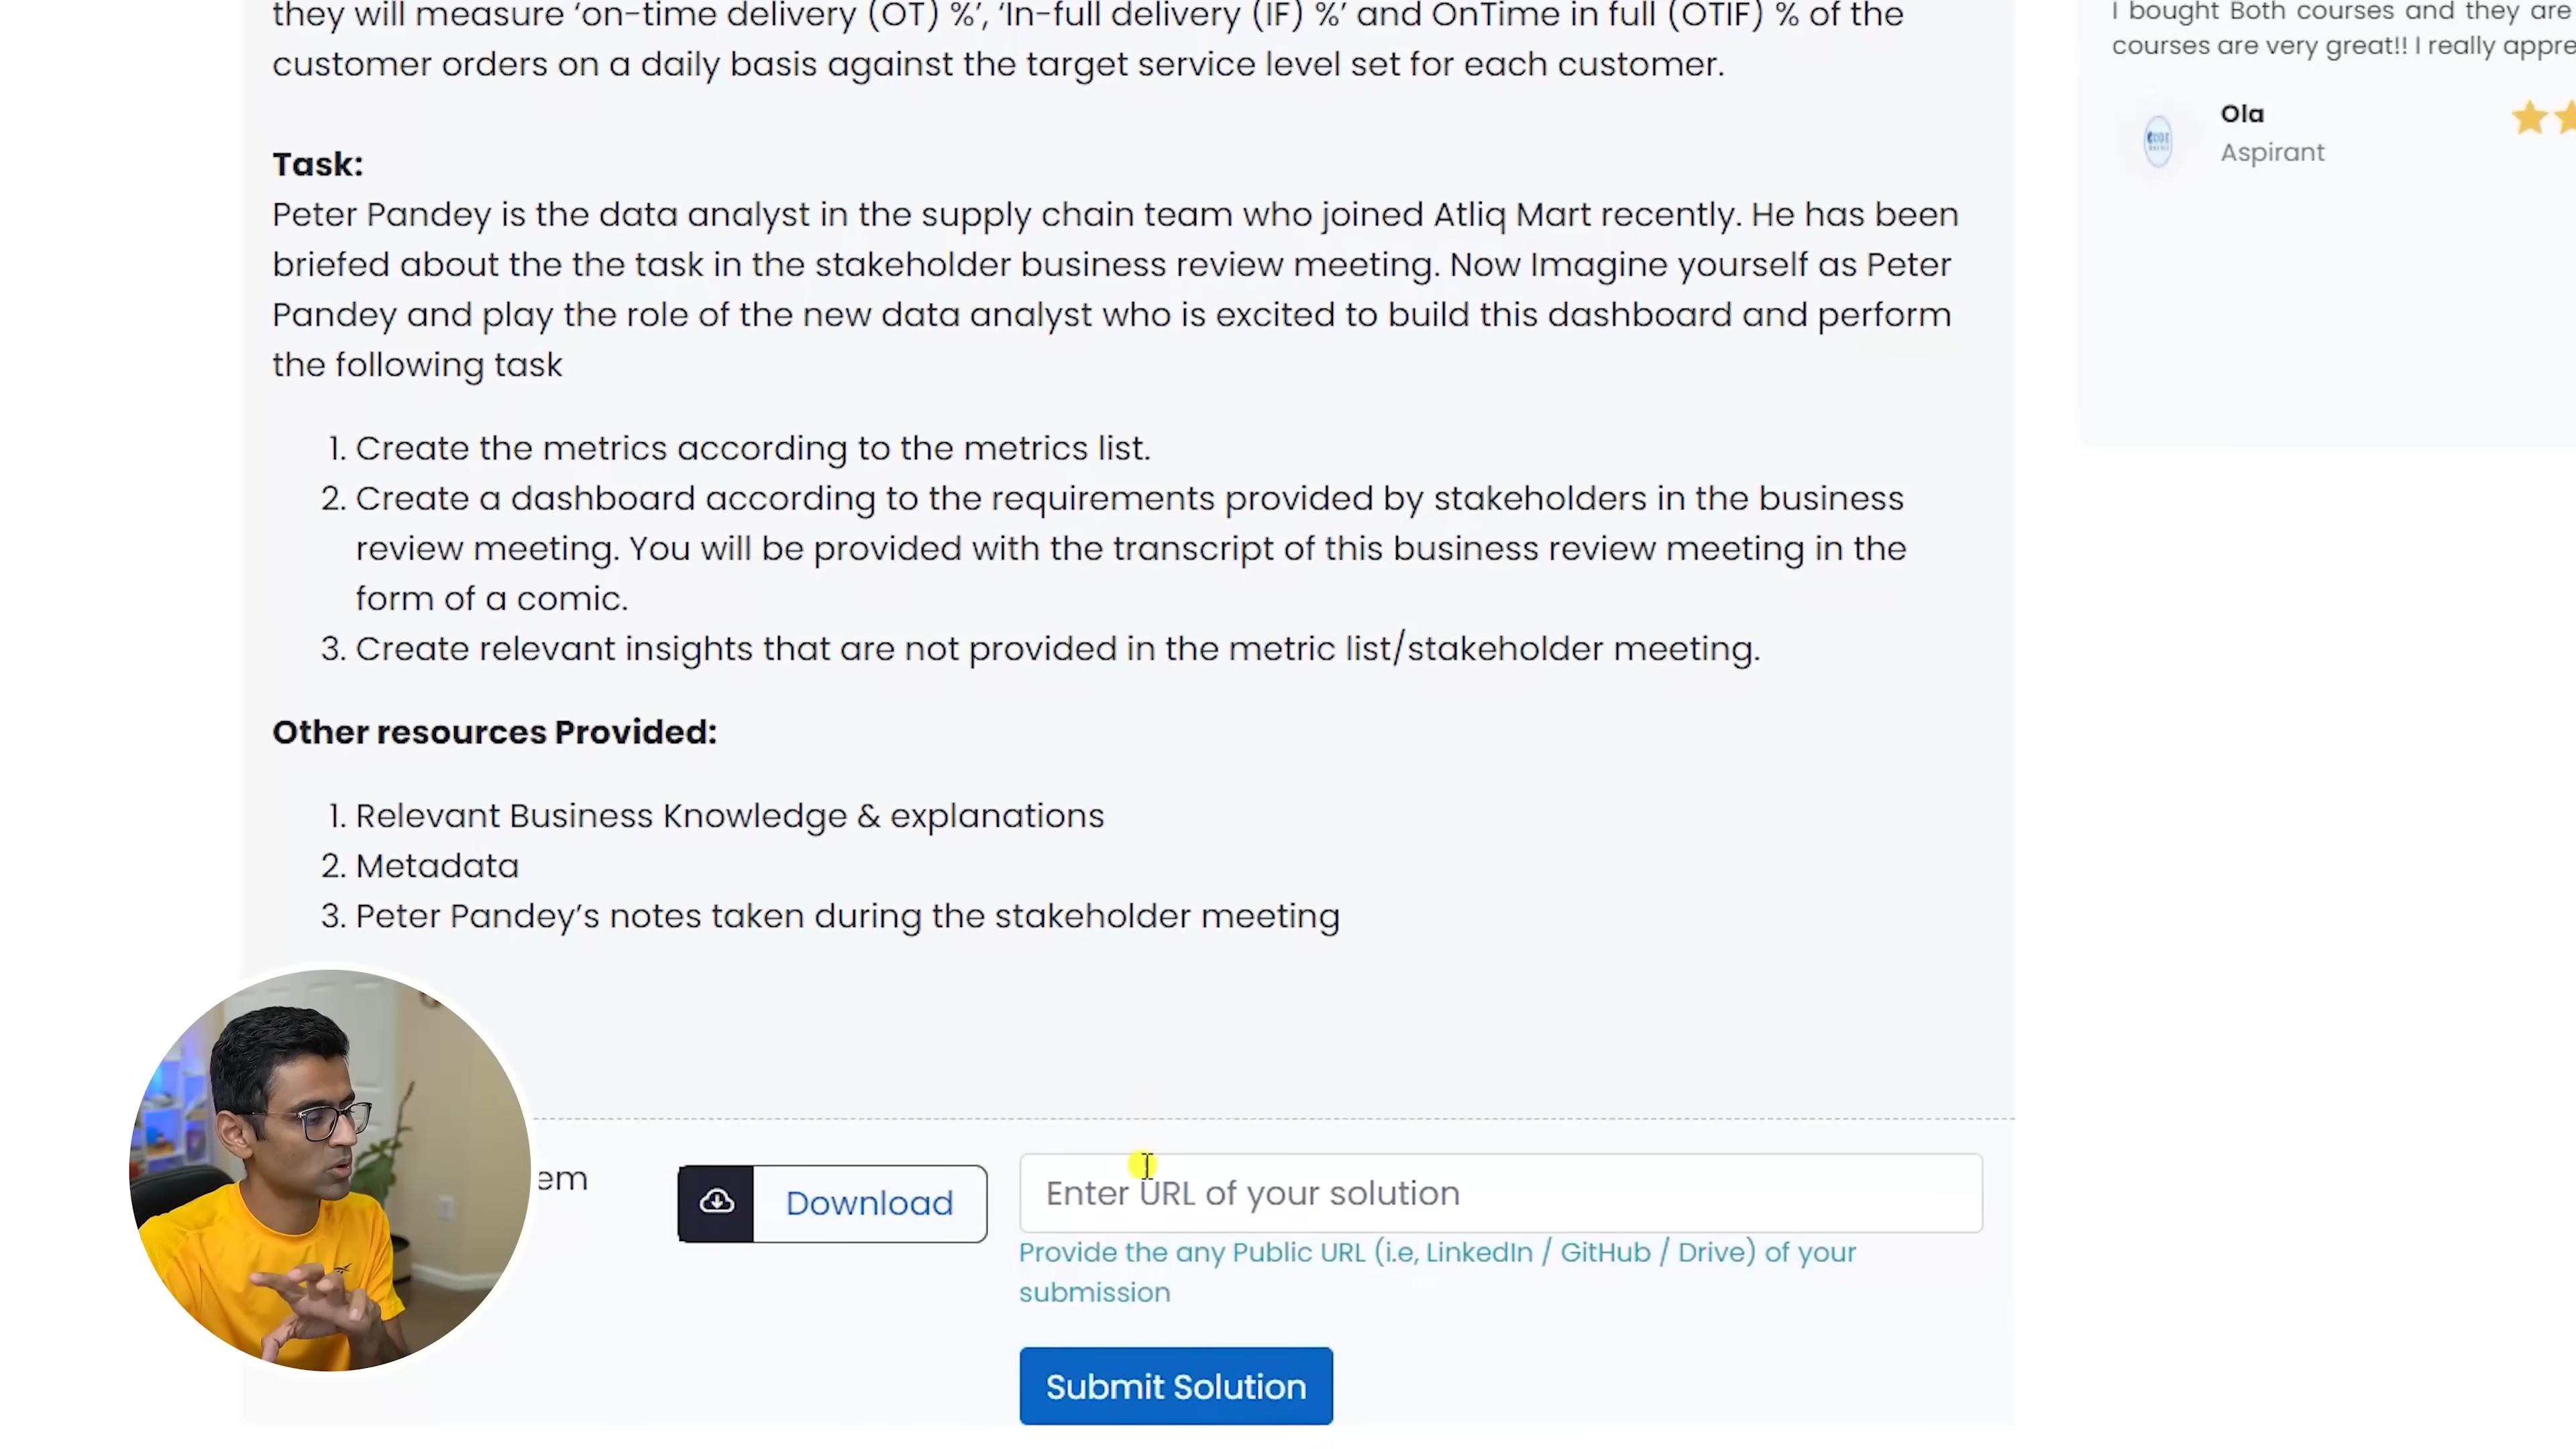 they will measure ‘on-time delivery (OT) %’, ‘In-full delivery (IF) %’ and OnTime in full (OTIF) % of the
customer orders on a daily basis against the target service level set for each customer.
Task:
Peter Pandey is the data analyst in the supply chain team who joined Atliq Mart recently. He has been
briefed about the the task in the stakeholder business review meeting. Now Imagine yourself as Peter
Pandey and play the role of the new data analyst who is excited to build this dashboard and perform
the following task
1. Create the metrics according to the metrics list.
2. Create a dashboard according to the requirements provided by stakeholders in the business
review meeting. You will be provided with the transcript of this business review meeting in the
form of a comic.
3. Create relevant insights that are not provided in the metric list/stakeholder meeting.
Other resources Provided:
1. Relevant Business Knowledge & explanations
2. Metadata
3. Peter Pandey’s notes taken during the stakeholder meeting
em
Download
Enter URL of your solution
Provide the any Public URL (i.e, LinkedIn / GitHub / Drive) of your
submission
Submit Solution
I bought Both courses and they are
courses are very great!! I really appre
Ola
Aspirant